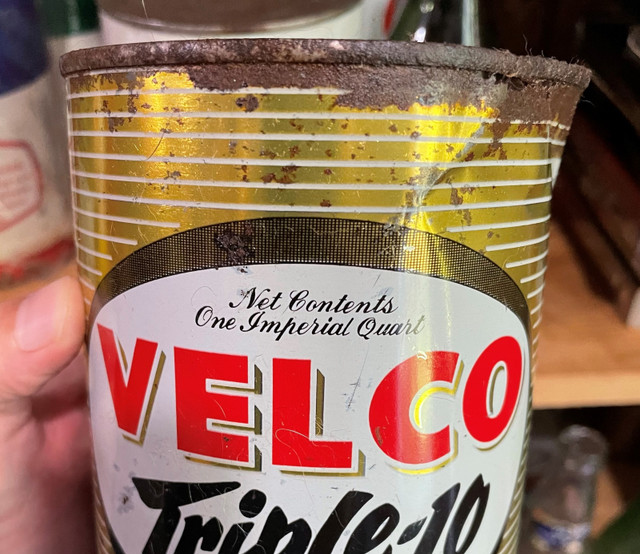 Net Contents
One Imperial Quart
VELCO
Triple-10